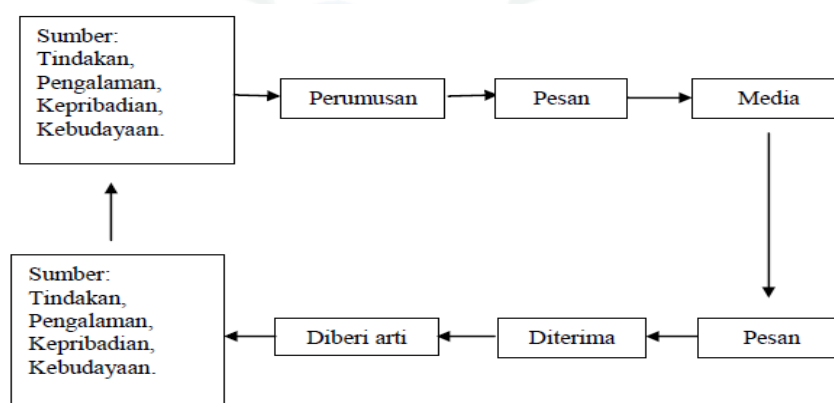 Sumber:
Tindakan,
Pengalaman,
Kepribadian,
Kebudayaan.
Perumusan
Pesan
Media
Sumber:
Tindakan,
Pengalaman,
Kepribadian,
Kebudayaan.
Diberi arti
Diterima
Pesan